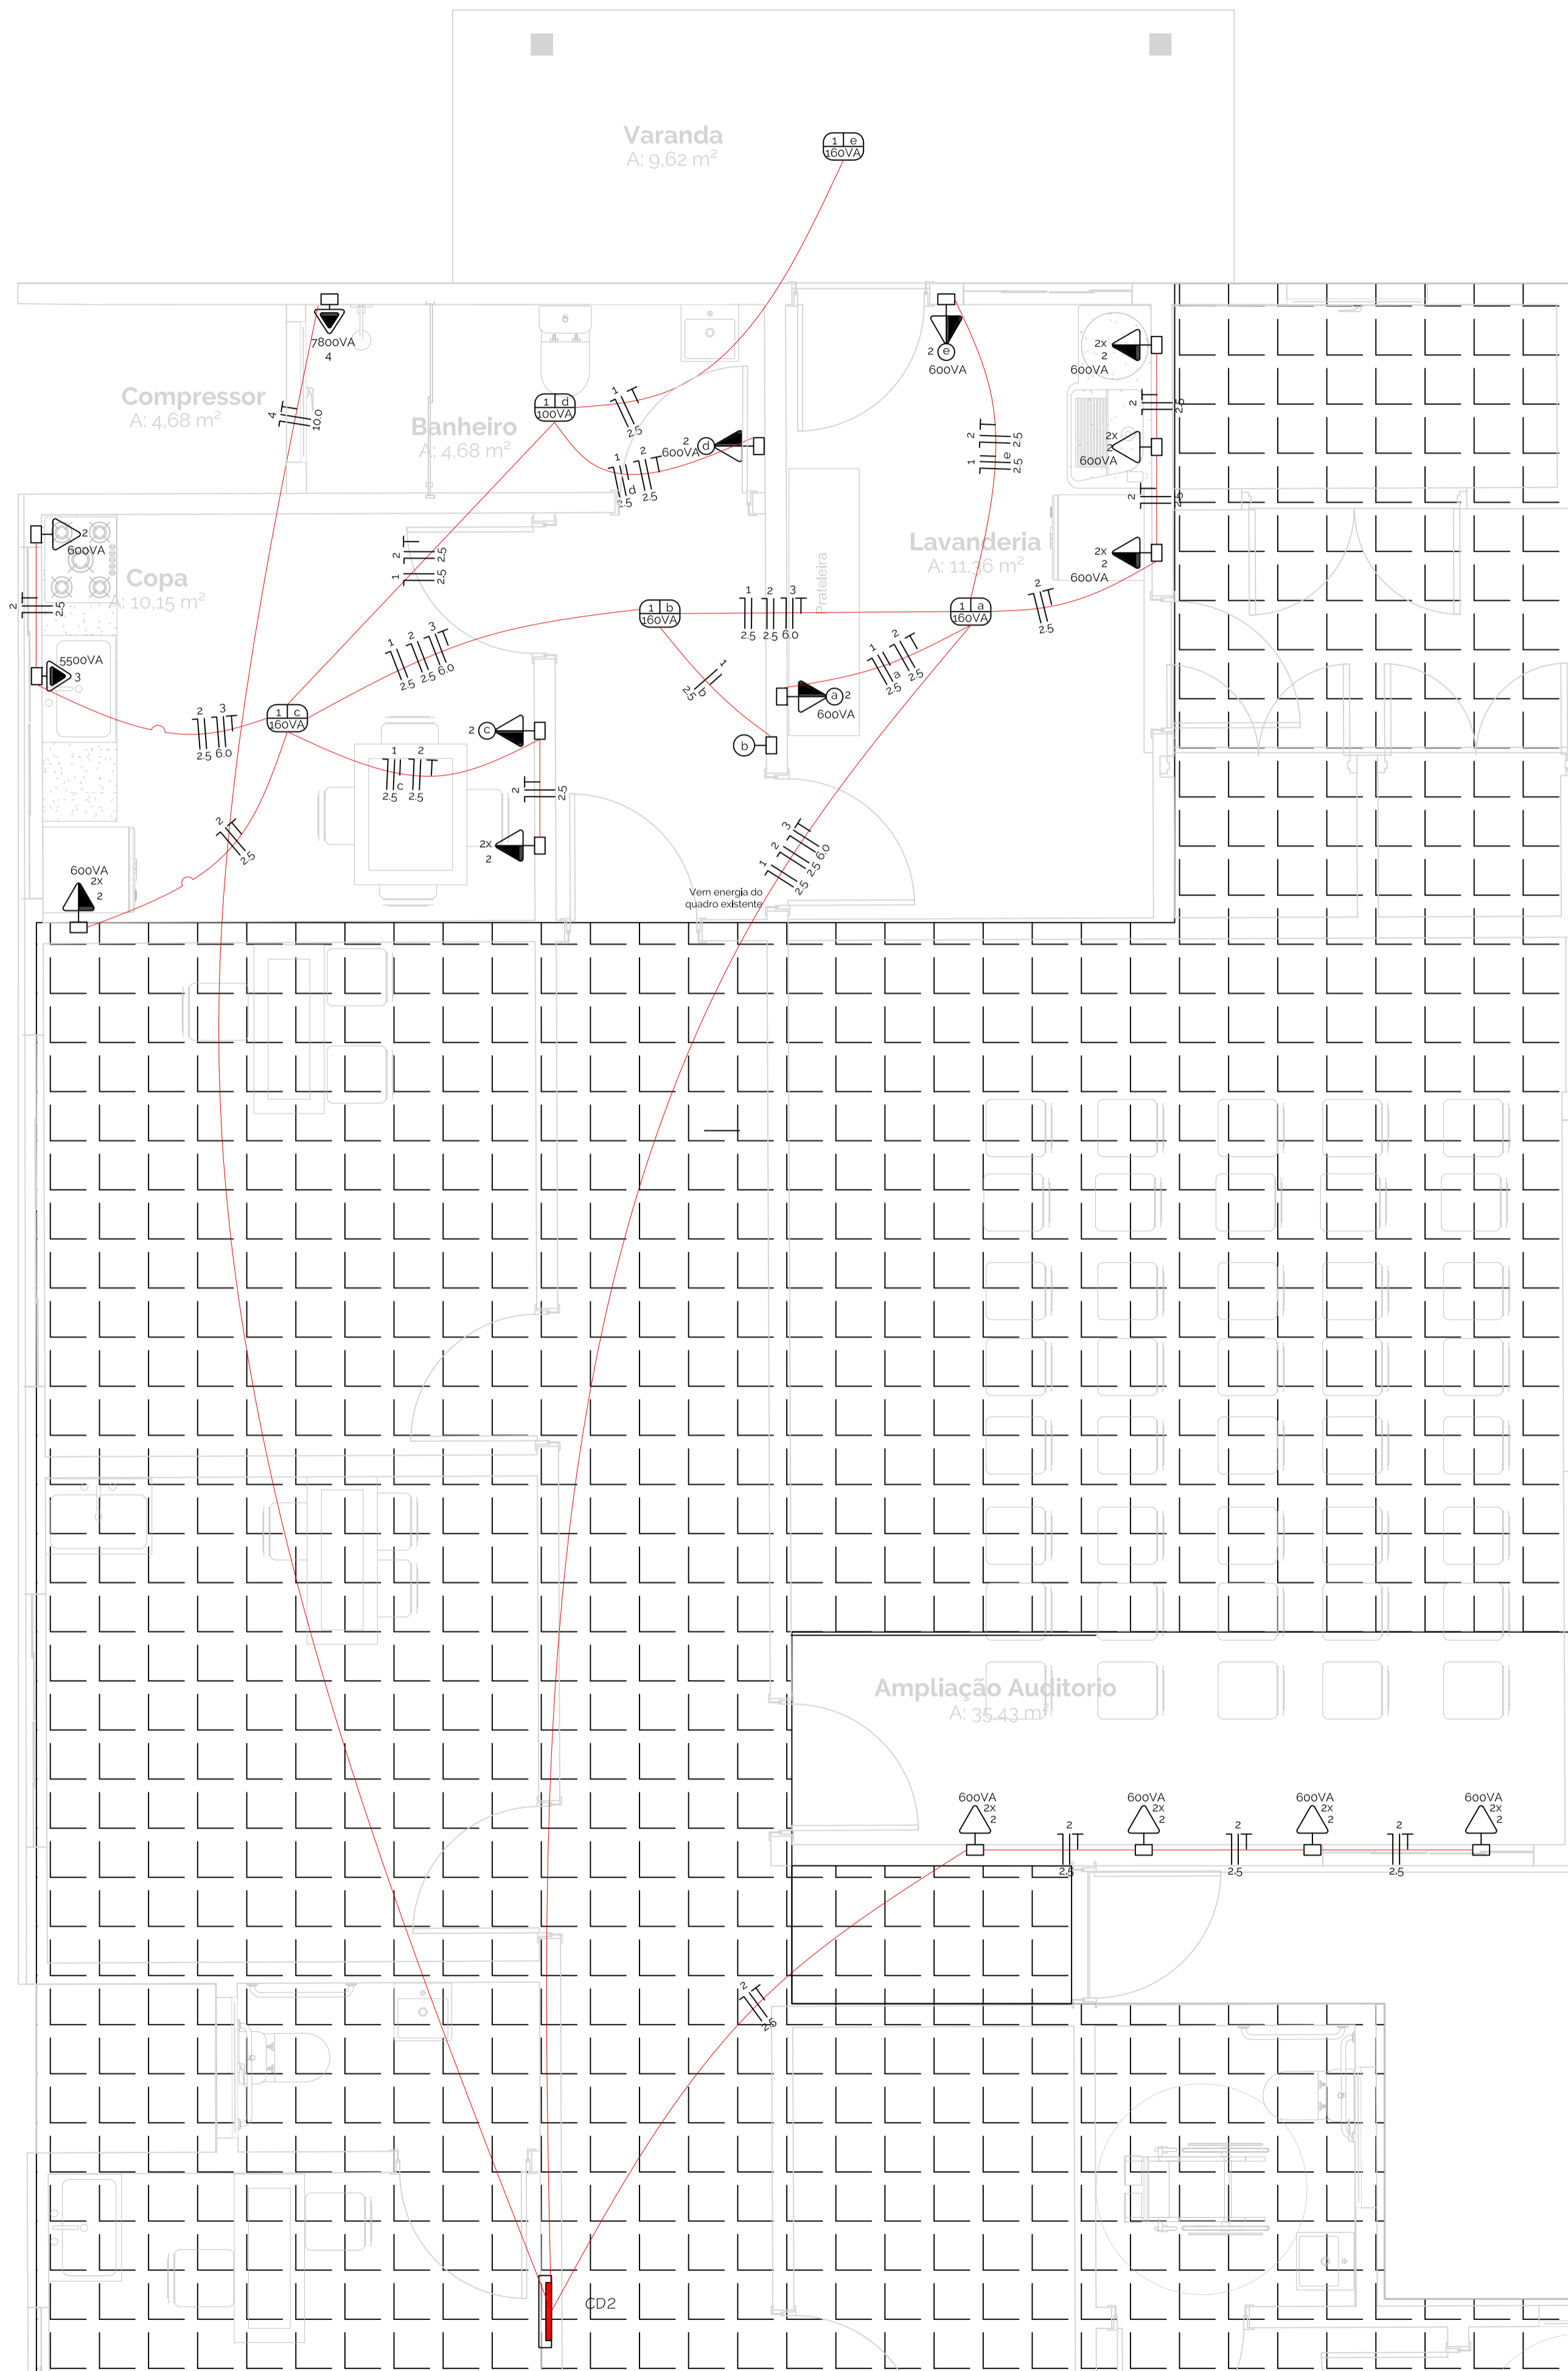 Varanda
A: 9,62 m²
1 e
160VA
7800VA
4
Compressor
A: 4,68 m²
4
10.0
Banheiro
A: 4,68 m²
1 d
100VA
1
2.5
2
600VA
d
1 2
d
2.5 2.5
2 e
600VA
2 2.5
1 e 2.5
2x
2
600VA
2 2.5
2x
2
600VA
2 2.5
2x
2
600VA
Lavanderia
A: 11,36 m²
Prateleira
2
600VA
Copa
A: 10,15 m²
2 2.5
2 2.5
1 2.5
5500VA
3
1 b
160VA
1 2 3
2.5 2.5 6.0
1 a
160VA
2
2.5
1 2 3
2.5 2.5 6.0
1 2
a
2.5 2.5
a 2
600VA
1
b
2.5
b
1 c
160VA
2 3
2.5 6.0
2 c
1 2
c
2.5 2.5
2 2.5
2x
2
2
2.5
600VA
2x
2
1 2 3
2.5 2.5 6.0
Vem energia do
quadro existente
Ampliação Auditorio
A: 35,43 m²
600VA
2x
2
600VA
2x
2
600VA
2x
2
600VA
2x
2
2
2.5
2
2.5
2
2.5
2
2.5
CD2